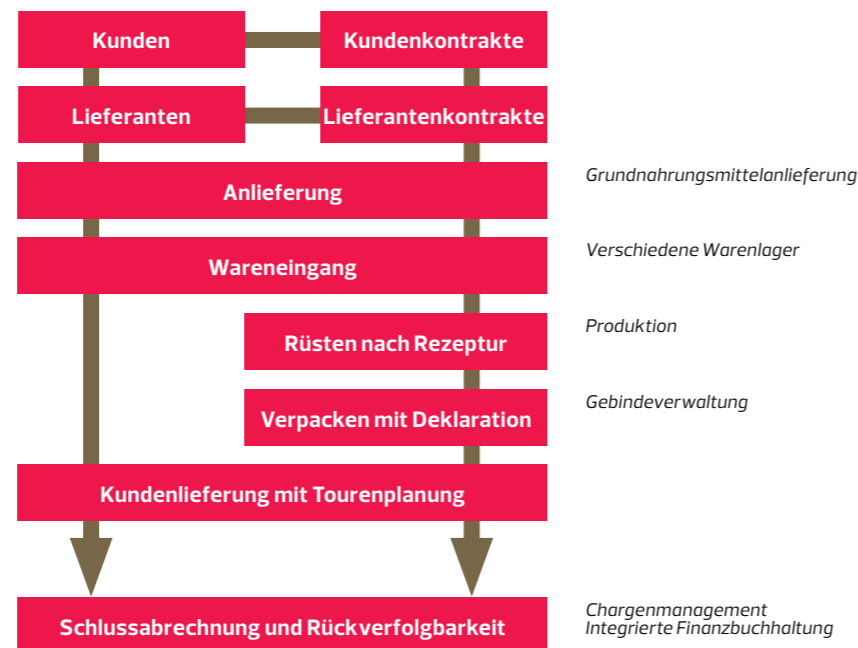 Kunden
Kundenkontrakte
Lieferanten
Lieferantenkontrakte
Anlieferung
Grundnahrungsmittelanlieferung
Wareneingang
Verschiedene Warenlager
Rüsten nach Rezeptur
Produktion
Verpacken mit Deklaration
Gebindeverwaltung
Kundenlieferung mit Tourenplanung
Schlussabrechnung und Rückverfolgbarkeit
Chargenmanagement
Integrierte Finanzbuchhaltung